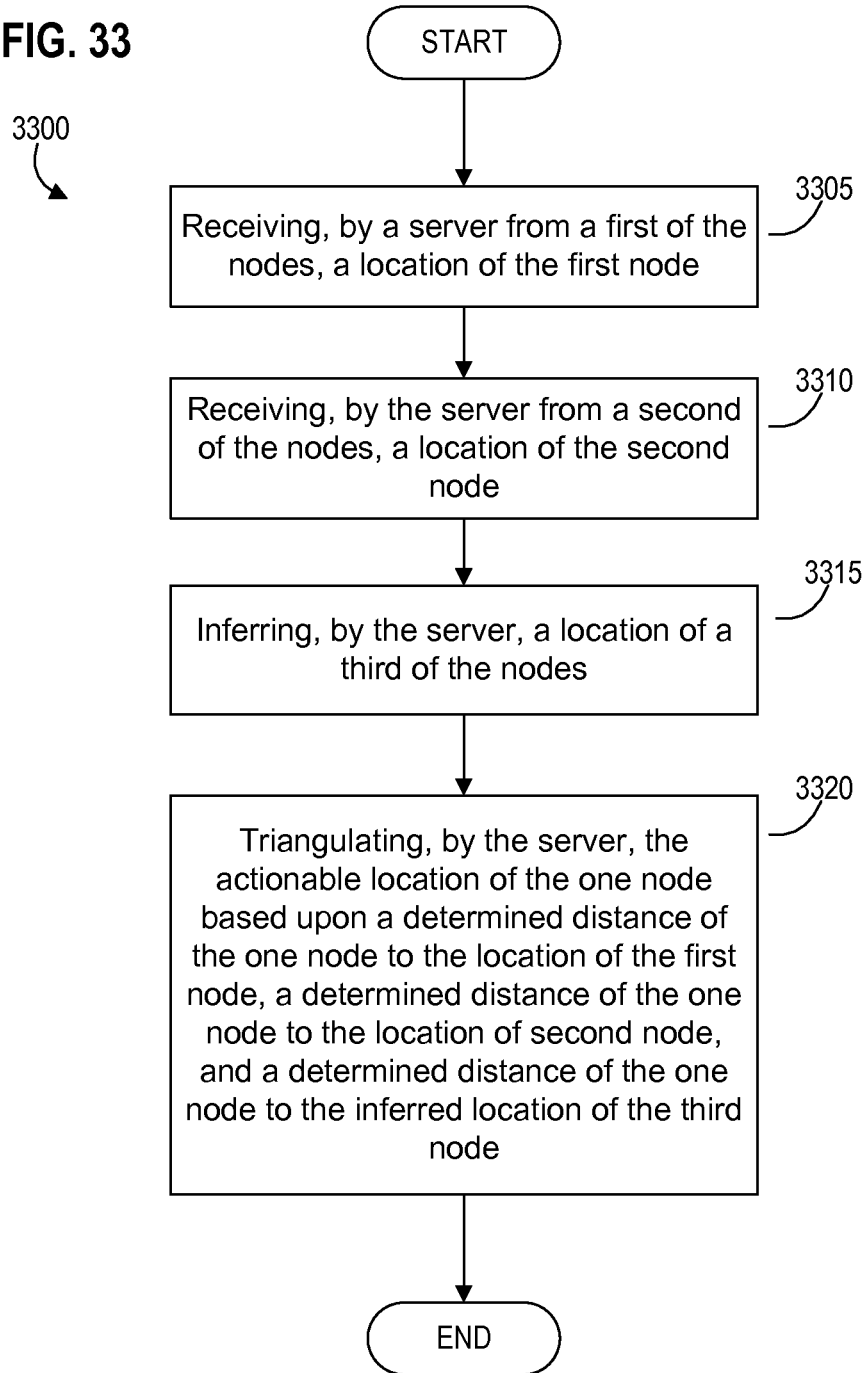 FIG. 33
START
3300
3305
Receiving, by a server from a first of the
nodes, a location of the first node
3310
Receiving, by the server from a second
of the nodes, a location of the second
node
3315
Inferring, by the server, a location of a
third of the nodes
3320
Triangulating, by the server, the
actionable location of the one node
based upon a determined distance of
the one node to the location of the first
node, a determined distance of the one
node to the location of second node,
and a determined distance of the one
node to the inferred location of the third
node
END